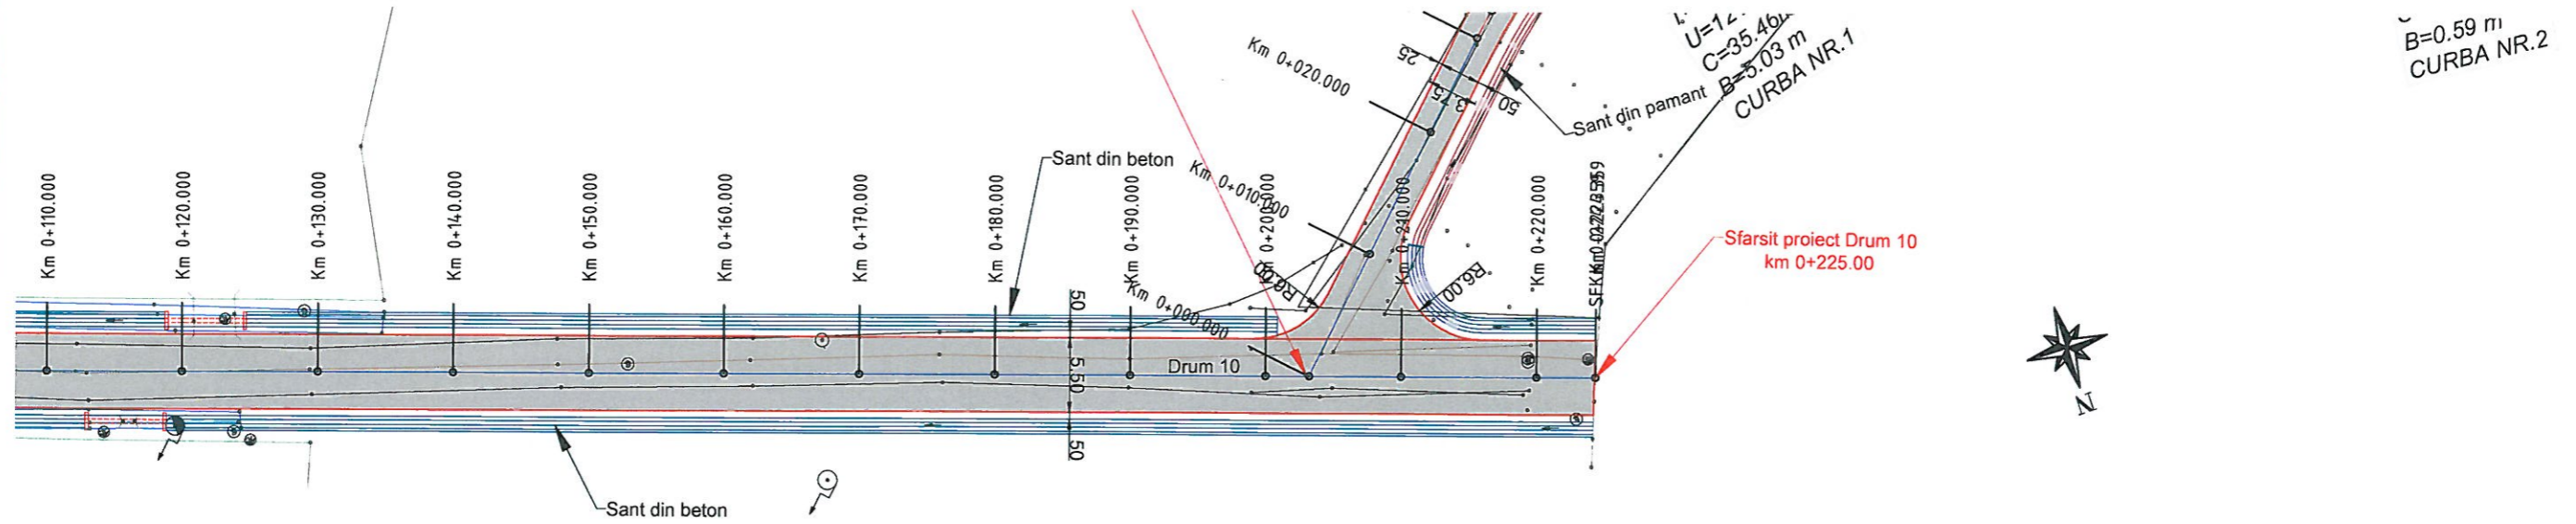 U=12
C=35.46
B=5.03 m
CURBA NR.1
B=0.59 m
CURBA NR.2
Km 0+020.000
25
3.75
50
Sant din pamant
Sant din beton
Km 0+010.000
Km 0+110.000
Km 0+120.000
Km 0+130.000
Km 0+140.000
Km 0+150.000
Km 0+160.000
Km 0+170.000
Km 0+180.000
Km 0+190.000
Km 0+200.000
Km 0+210.000
Km 0+220.000
Sfarsit proiect Drum 10
km 0+225.00
R6.00
R6.00
Km 0+000.000
50
5.50
50
Drum 10
N
Sant din beton